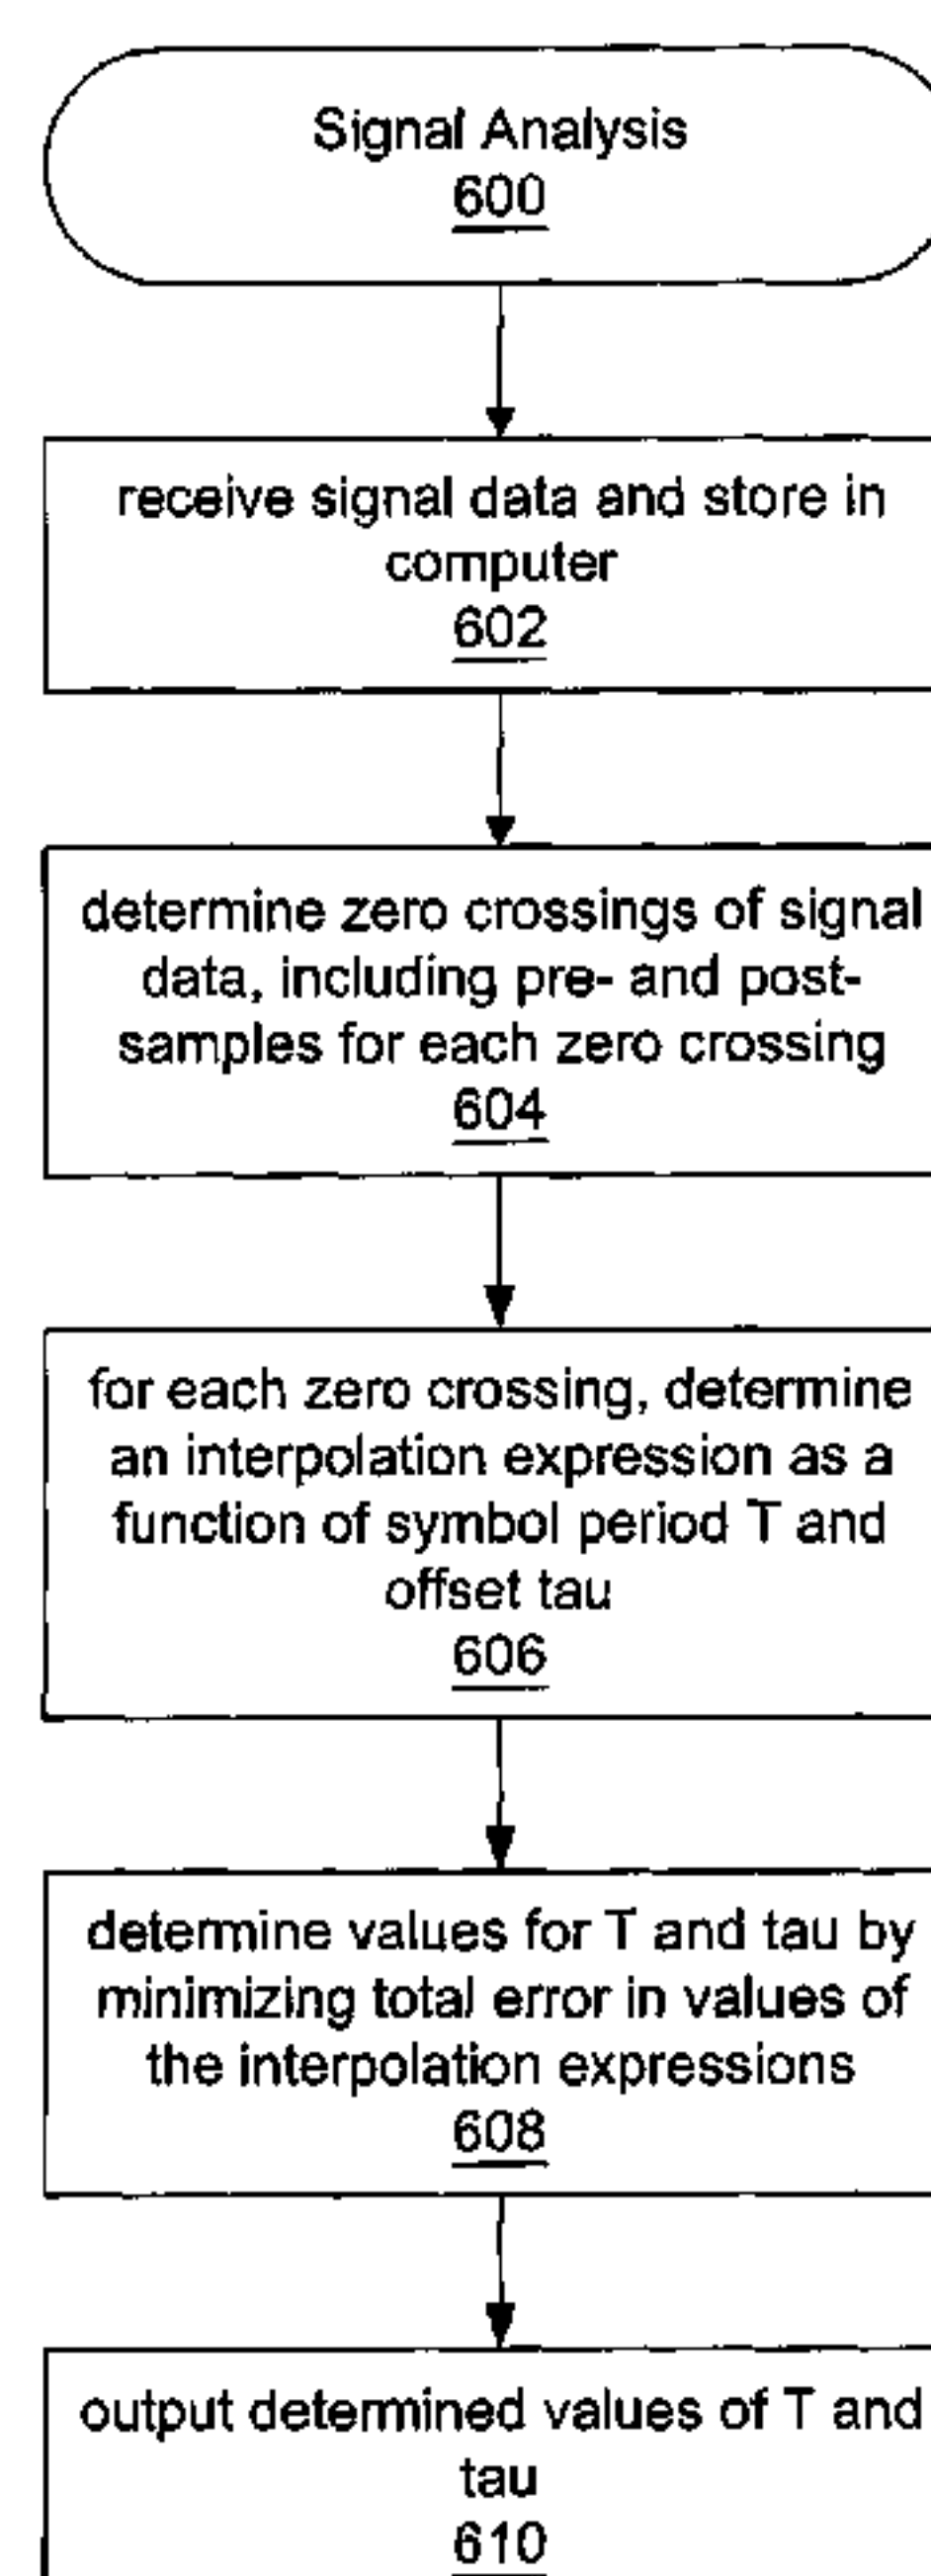 Signal Analysis
600
receive signal data and store in
computer
602
determine zero crossings of signal
data, including pre- and post-
samples for each zero crossing
604
for each zero crossing, determine
an interpolation expression as a
function of symbol period T and
offset tau
606
determine values for T and tau by
minimizing total error in values of
the interpolation expressions
608
output determined values of T and
tau
610